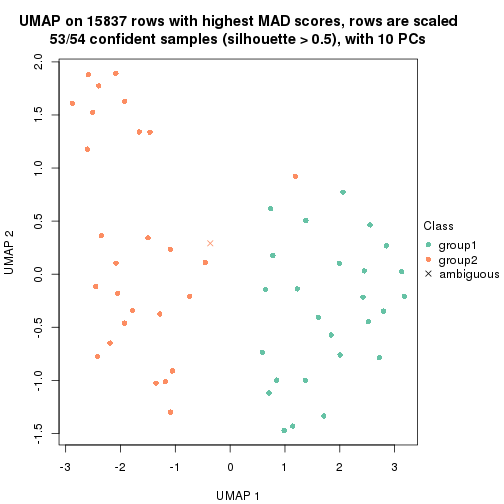 UMAP on 15837 rows with highest MAD scores, rows are scaled
53/54 confident samples (silhouette > 0.5), with 10 PCs
2.0
1.5
1.0
0.5
0.0
-0.5
-1.0
-1.5
UMAP 2
-3 -2 -1 0 1 2 3
UMAP 1
Class
group1
group2
ambiguous